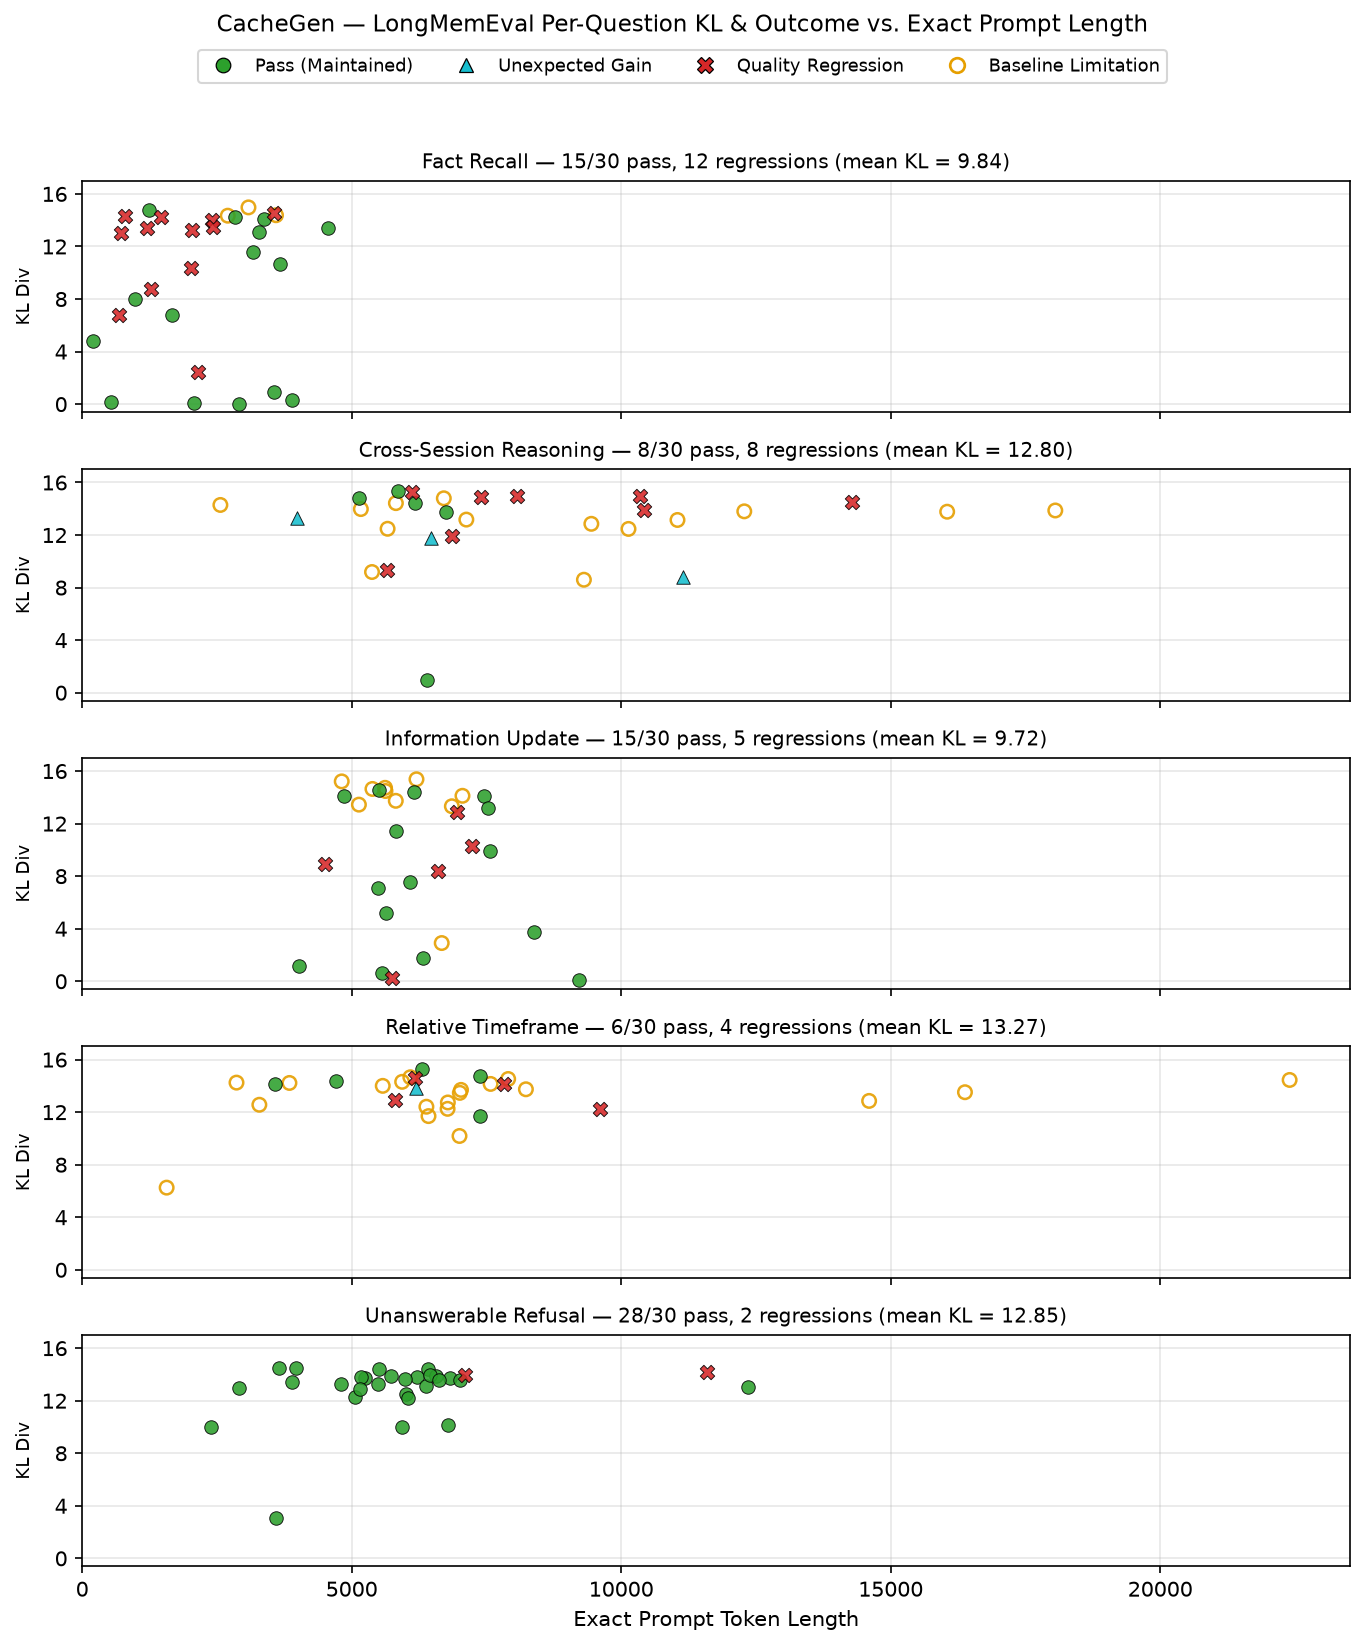 CacheGen — LongMemEval Per-Question KL & Outcome vs. Exact Prompt Length
Pass (Maintained) Unexpected Gain Quality Regression Baseline Limitation
Fact Recall — 15/30 pass, 12 regressions (mean KL = 9.84)
16
12
8
4
0
KL Div
Cross-Session Reasoning — 8/30 pass, 8 regressions (mean KL = 12.80)
16
12
8
4
0
KL Div
Information Update — 15/30 pass, 5 regressions (mean KL = 9.72)
16
12
8
4
0
KL Div
Relative Timeframe — 6/30 pass, 4 regressions (mean KL = 13.27)
16
12
8
4
0
KL Div
Unanswerable Refusal — 28/30 pass, 2 regressions (mean KL = 12.85)
16
12
8
4
0
KL Div
0 5000 10000 15000 20000
Exact Prompt Token Length